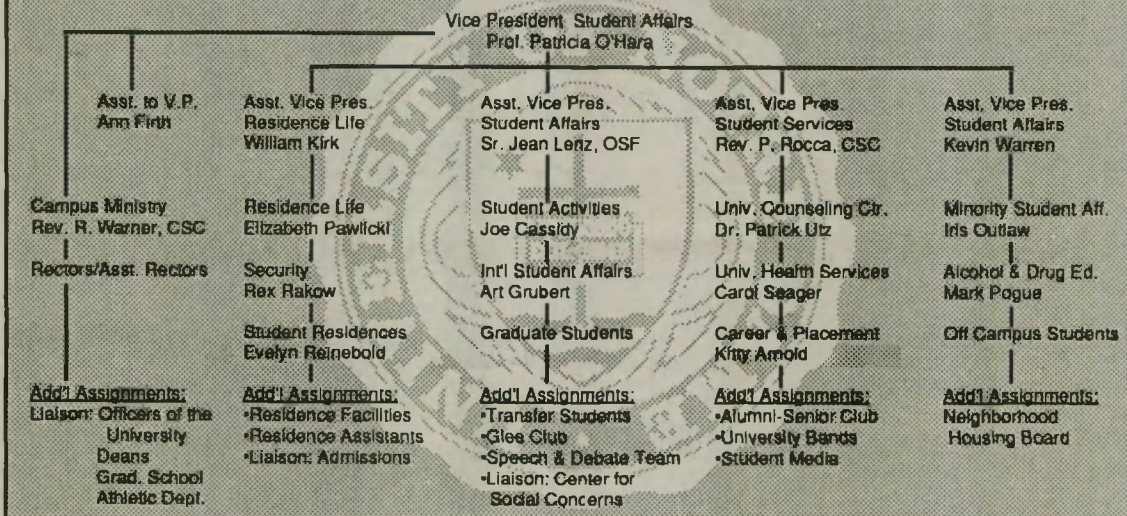 Vice President Student Affairs
Prof. Patricia O'Hara
Asst. to V.P.
Ann Firth
Asst. Vice Pres.
Residence Life
William Kirk
Asst. Vice Pres.
Student Affairs
Sr. Jean Lenz, OSF
Asst. Vice Pres.
Student Services
Rev. P. Rocca, CSC
Asst. Vice Pres.
Student Affairs
Kevin Warren
Campus Ministry
Rev. R. Warner, CSC
Residence Life
Elizabeth Pawlicki
Student Activities
Joe Cassidy
Univ. Counseling Ctr.
Dr. Patrick Utz
Minority Student Aff.
Iris Outlaw
Rectors/Asst. Rectors
Security
Rex Rakow
Int'l Student Affairs
Art Grubert
Univ. Health Services
Carol Seager
Alcohol & Drug Ed.
Mark Pogue
Student Residences
Evelyn Reinebold
Graduate Students
Career & Placement
Kitty Arnold
Off Campus Students
Add'l Assignments:
Liaison: Officers of the
University
Deans
Grad. School
Athletic Dept.
Add'l Assignments:
•Residence Facilities
•Residence Assistants
•Liaison: Admissions
Add'l Assignments:
•Transfer Students
•Glee Club
•Speech & Debate Team
•Liaison: Center for
Social Concerns
Add'l Assignments:
•Alumni-Senior Club
•University Bands
•Student Media
Add'l Assignments:
Neighborhood
Housing Board